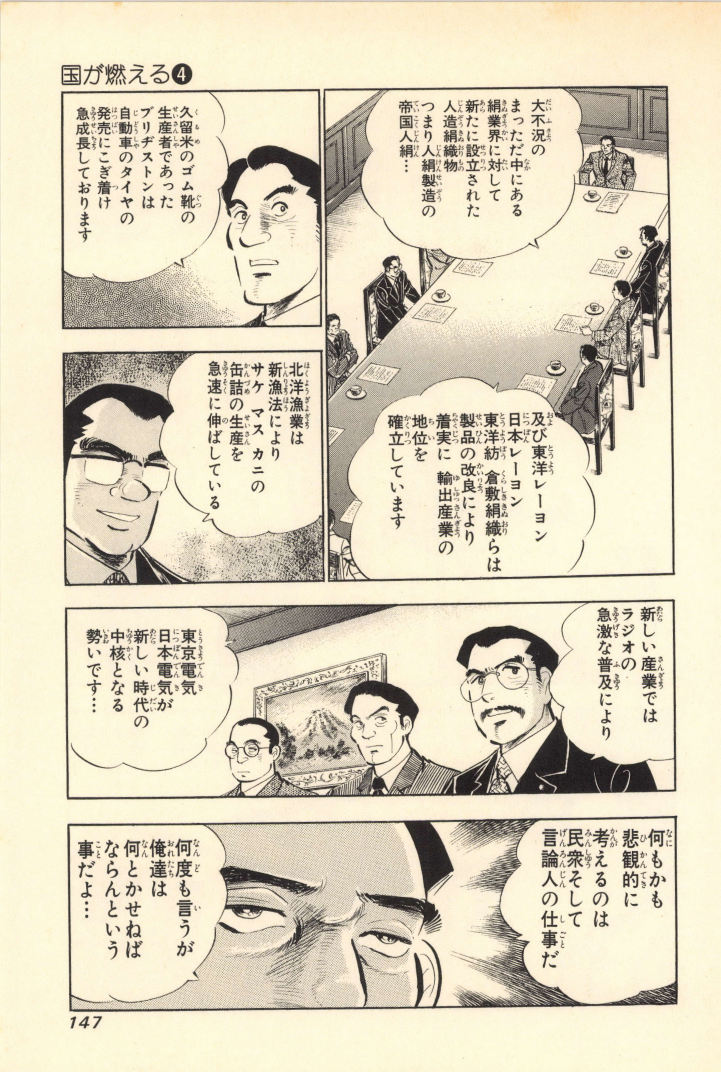 国が燃える❹
大不況の
まっただ中にある
絹業界に対して
新たに設立された
人造絹織物
つまり人絹製造の
帝国人絹…
及び東洋レーヨン
日本レーヨン
東洋紡 倉敷絹織らは
製品の改良により
着実に 輸出産業の
地位を
確立しています
久留米のゴム靴の
生産者であった
ブリヂストンは
自動車のタイヤの
発売にこぎ着け
急成長しております
北洋漁業は
新漁法により
サケ マス カニの
缶詰の生産を
急速に伸ばしている
新しい産業では
ラジオの
急激な普及により
東京電気
日本電気が
新しい時代の
中核となる
勢いです…
何もかも
悲観的に
考えるのは
民衆そして
言論人の仕事だ
何度も言うが
俺達は
何とかせねば
ならんという
事だよ…
147